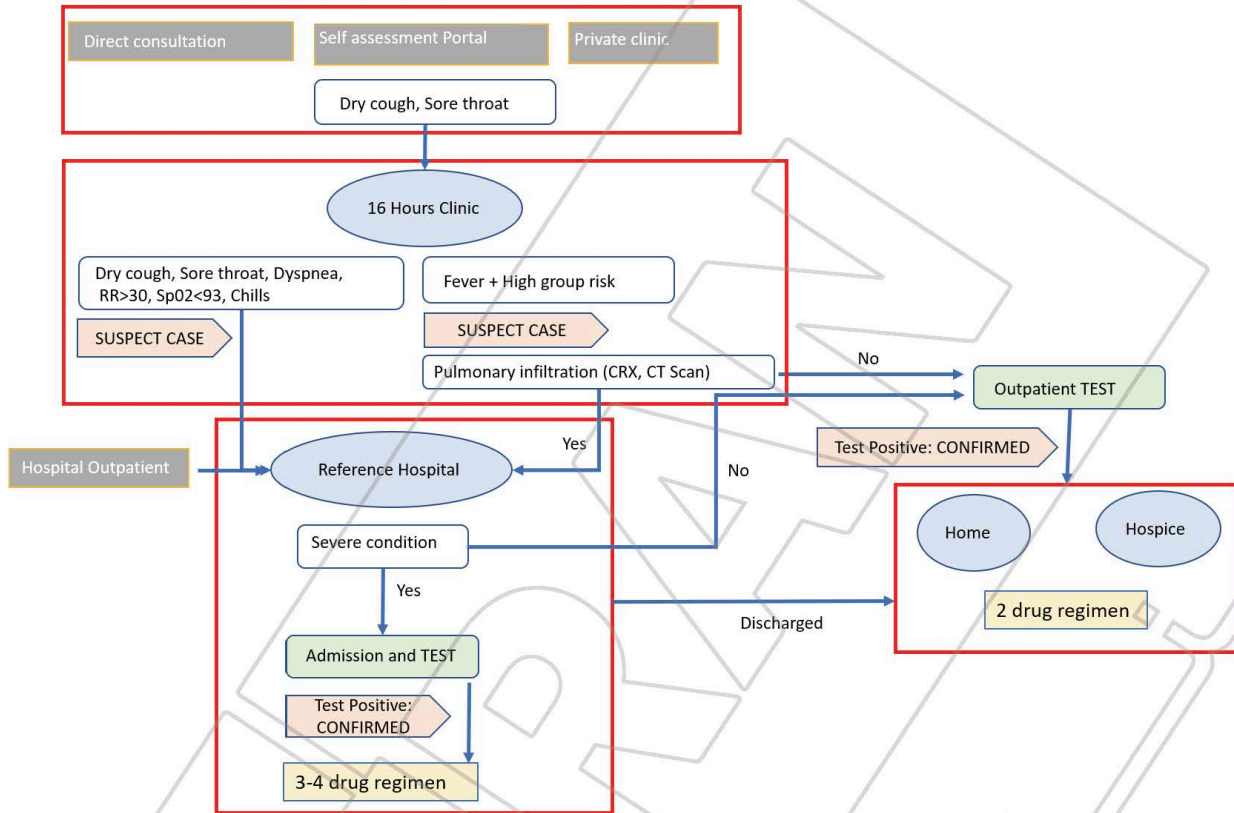 Direct consultation
Self assessment Portal
Private clinic
Dry cough, Sore throat
16 Hours Clinic
Dry cough, Sore throat, Dyspnea,
RR>30, Sp02<93, Chills
Fever + High group risk
SUSPECT CASE
SUSPECT CASE
Pulmonary infiltration (CRX, CT Scan)
No
Outpatient TEST
Test Positive: CONFIRMED
Yes
Hospital Outpatient
Reference Hospital
No
Severe condition
Home
Hospice
Yes
2 drug regimen
Discharged
Admission and TEST
Test Positive:
CONFIRMED
3-4 drug regimen